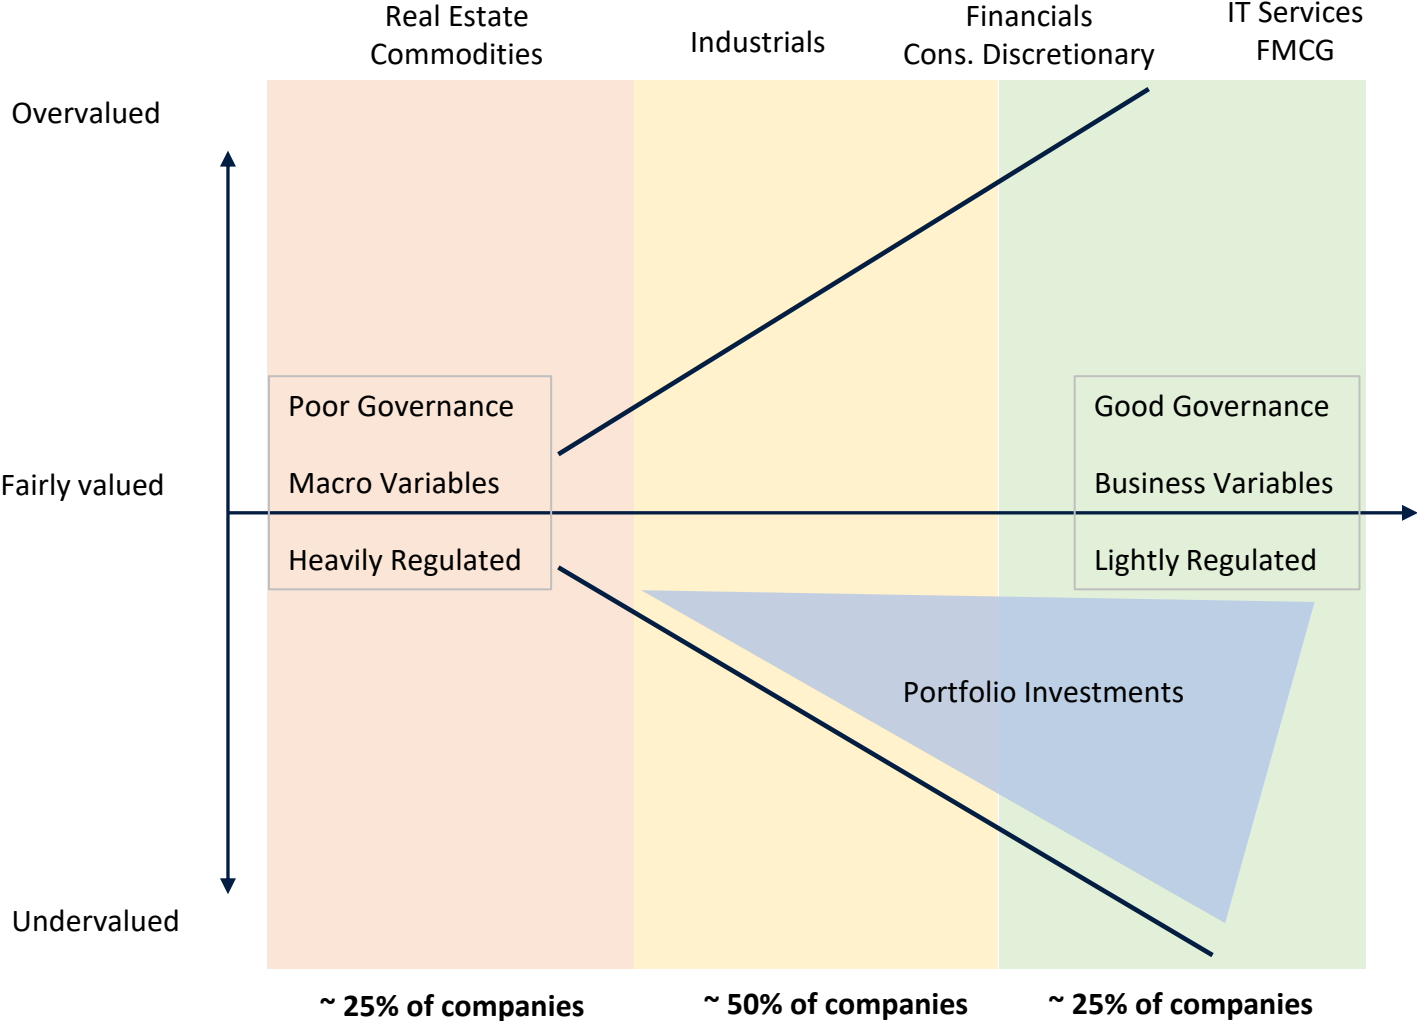 Real Estate
Commodities
Industrials
Financials
Cons. Discretionary
IT Services
FMCG
Overvalued
Poor Governance
Good Governance
Fairly valued
Macro Variables
Business Variables
Heavily Regulated
Lightly Regulated
Portfolio Investments
Undervalued
~ 25% of companies
~ 50% of companies
~ 25% of companies